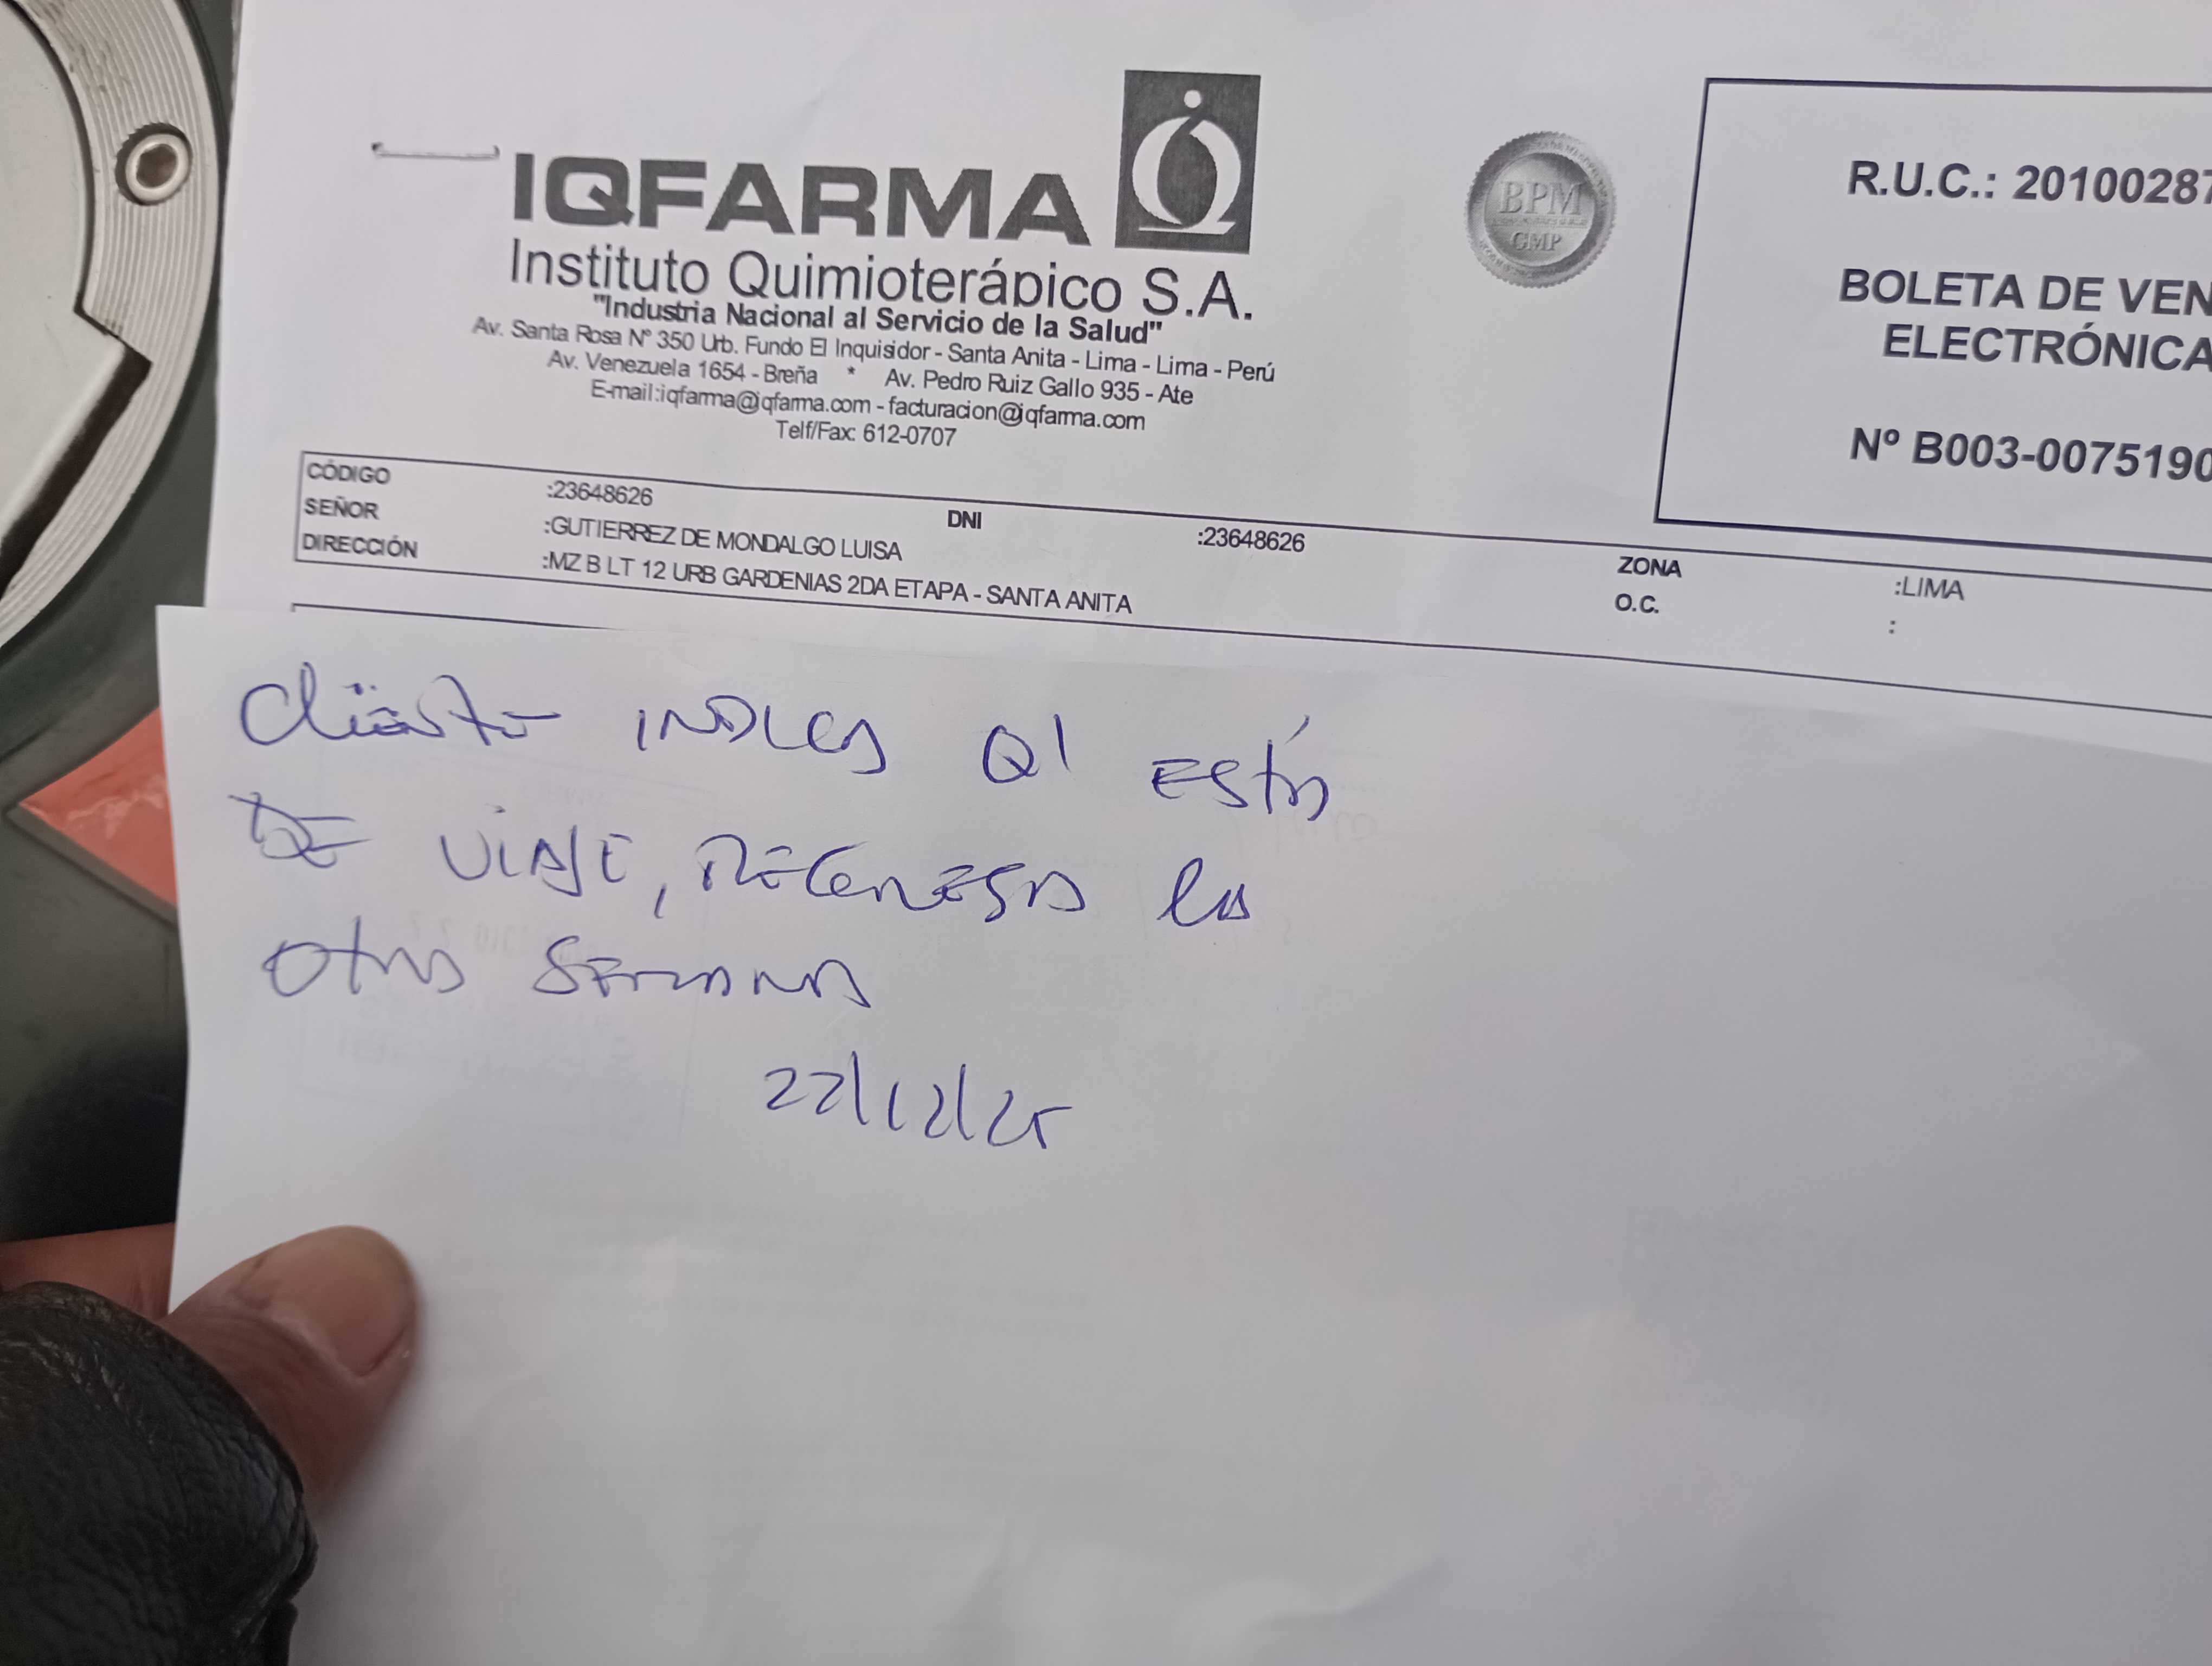 IQFARMA
Instituto Quimioterápico S.A.
"Industria Nacional al Servicio de la Salud"
Av. Santa Rosa Nº 350 Urb. Fundo El Inquisidor - Santa Anita - Lima - Lima - Perú
Av. Venezuela 1654 - Breña * Av. Pedro Ruiz Gallo 935 - Ate
E-mail:iqfarma@iqfarma.com - facturacion@iqfarma.com
Telf/Fax: 612-0707
BPM
GMP
R.U.C.: 20100287
BOLETA DE VEN
ELECTRÓNICA
Nº B003-0075190
CÓDIGO :23648626 DNI :23648626 ZONA :LIMA
SEÑOR :GUTIERREZ DE MONDALGO LUISA O.C. :
DIRECCIÓN :MZ B LT 12 URB GARDENIAS 2DA ETAPA - SANTA ANITA
Cliente INDICA Q' ESTÁ
DE VIAJE, REGRESA LA
OTRA SEMANA
22/12/25